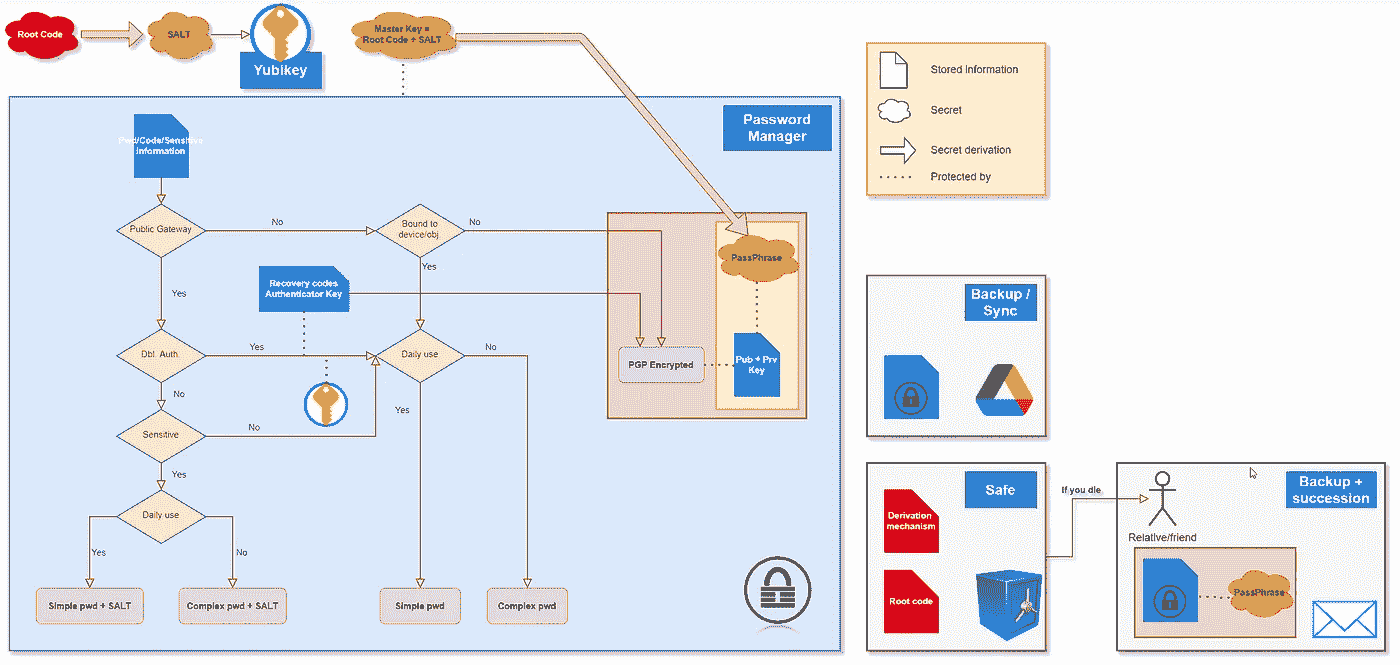 Root Code
SALT
Yubikey
Master Key =
Root Code + SALT
Password
Manager
Pwd/Code/Sensitive
information
Public Gateway
No
Bound to
device/obj.
No
Yes
Yes
Recovery codes
Authenticator Key
PassPhrase
Dbl. Auth.
Yes
Daily use
No
PGP Encrypted
Pub + Prv
Key
No
Yes
Sensitive
No
Yes
Daily use
Yes
No
Simple pwd + SALT
Complex pwd + SALT
Simple pwd
Complex pwd
Stored Information
Secret
Secret derivation
Protected by
Backup /
Sync
Safe
Derivation
mechanism
Root code
If you die
Backup +
succession
Relative/friend
PassPhrase